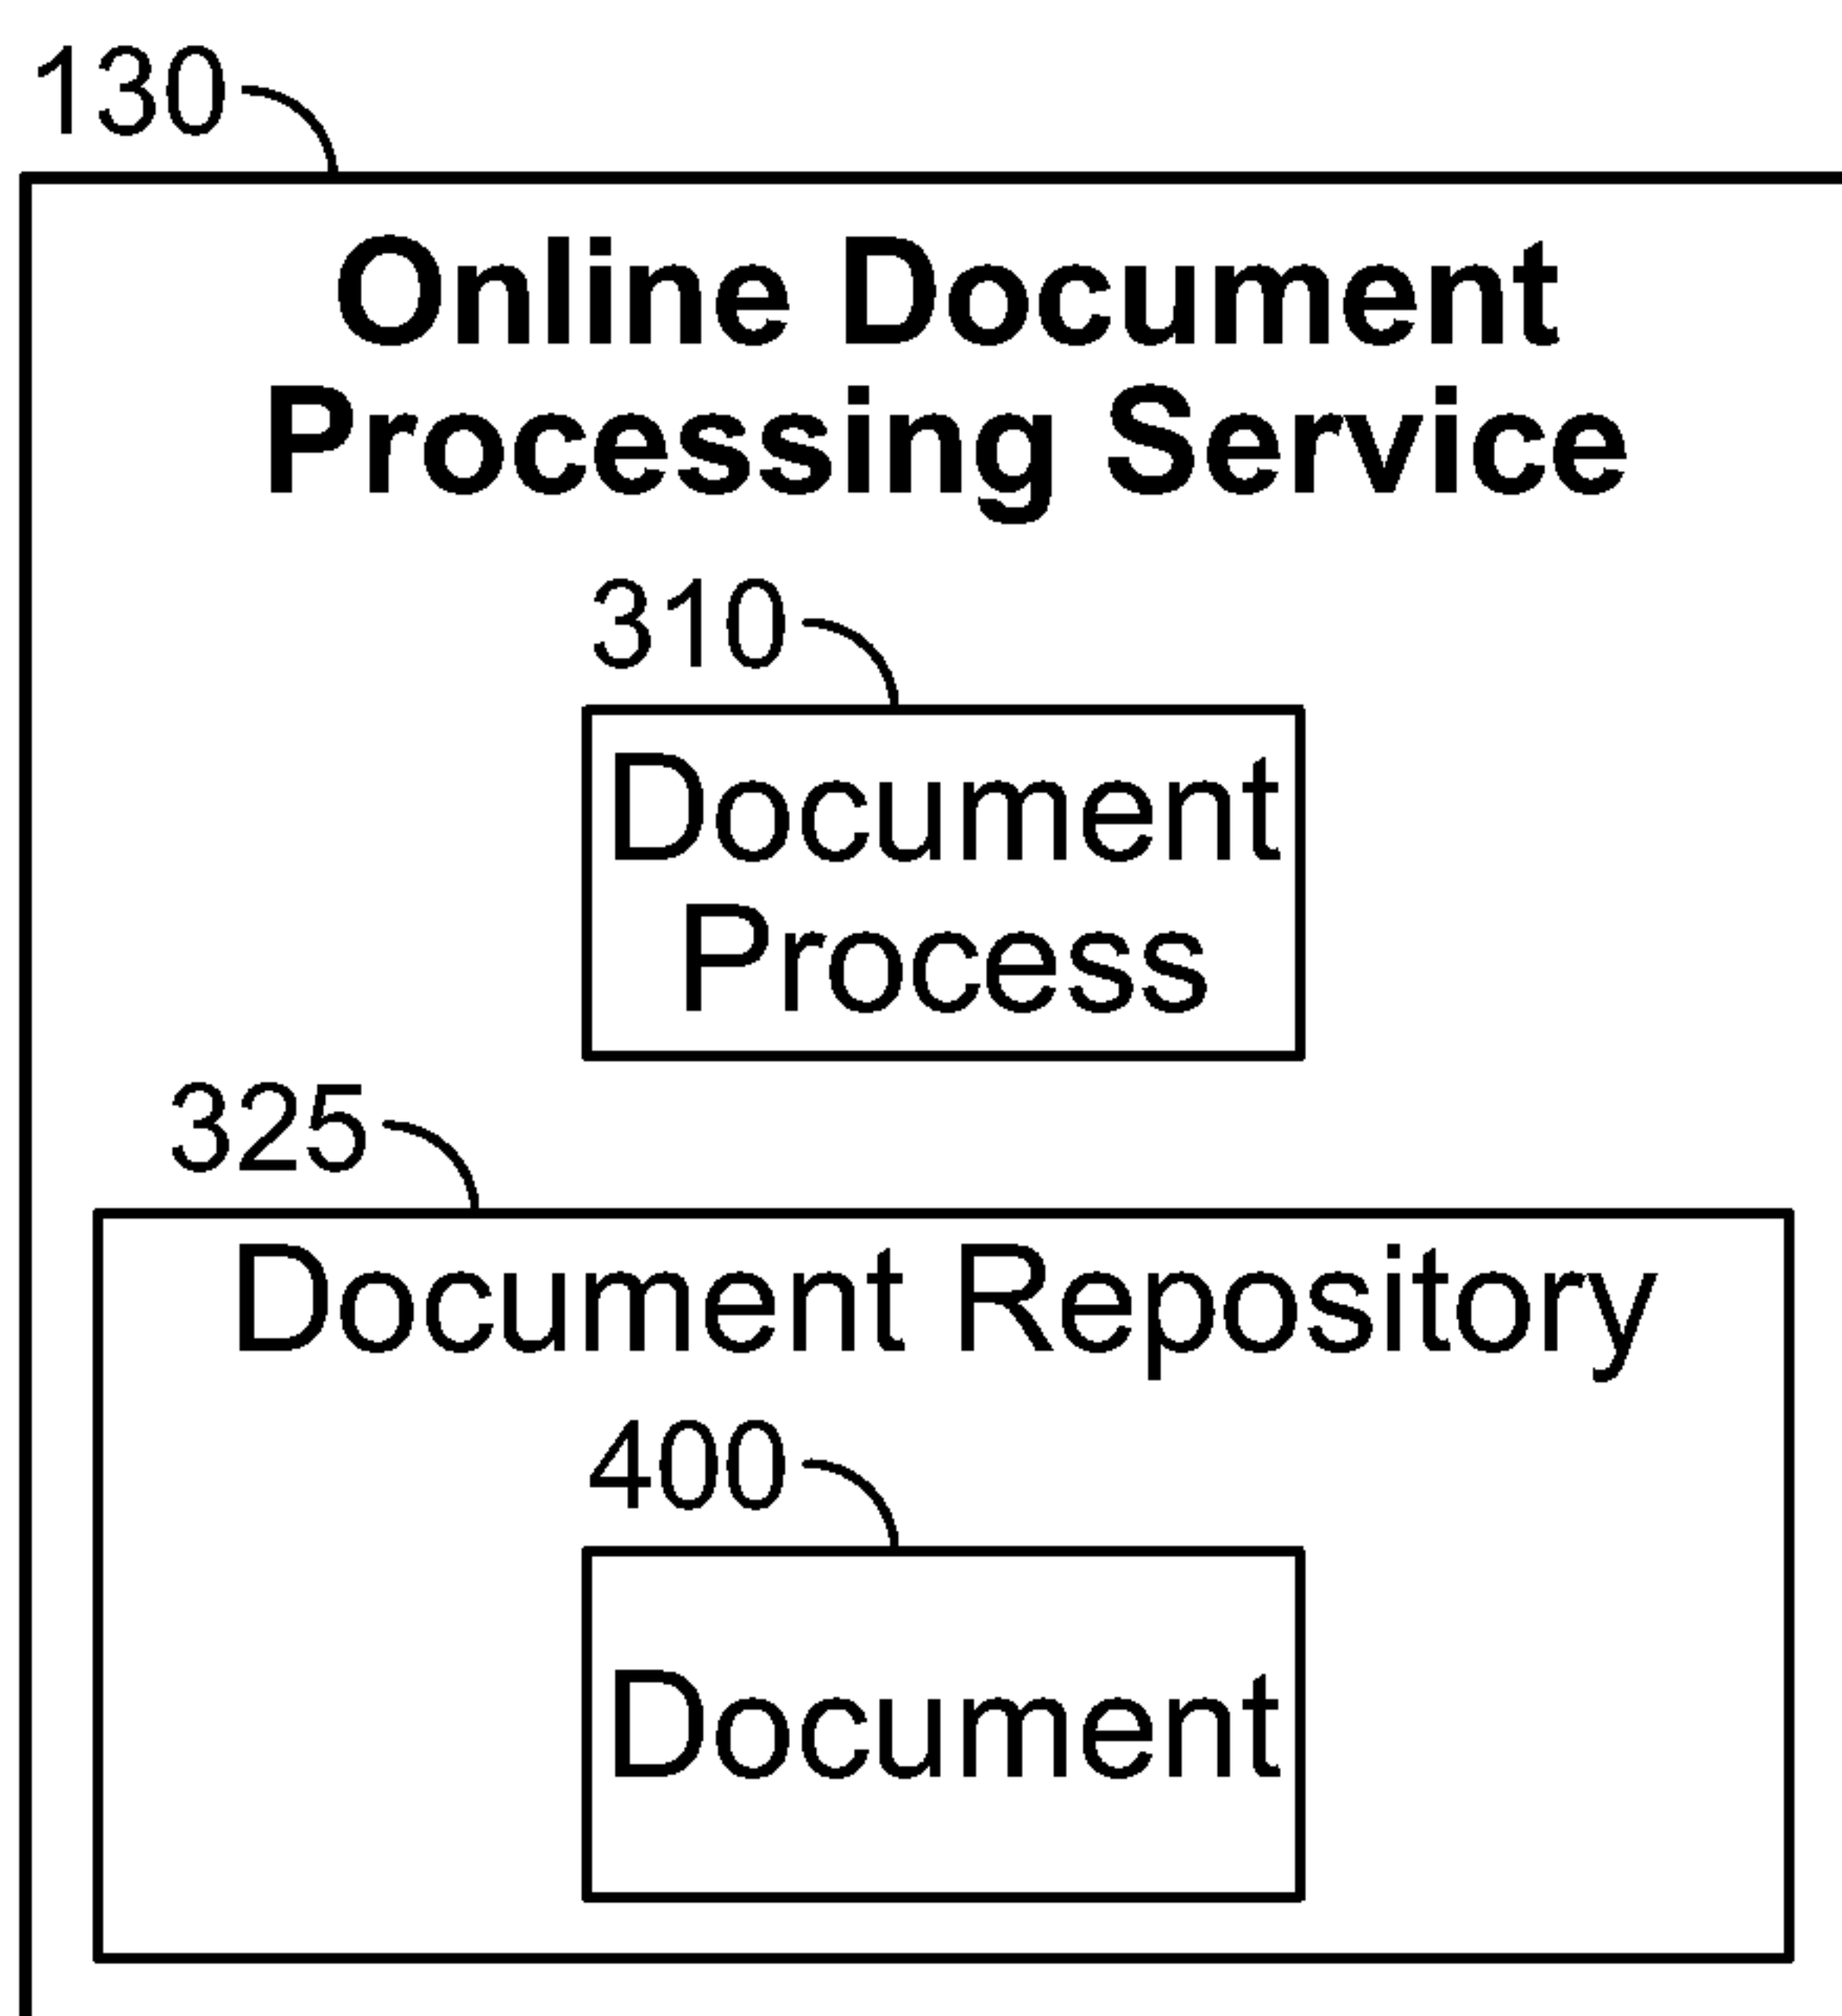 130
Online Document
Processing Service
310
Document
Process
325
Document Repository
400
Document